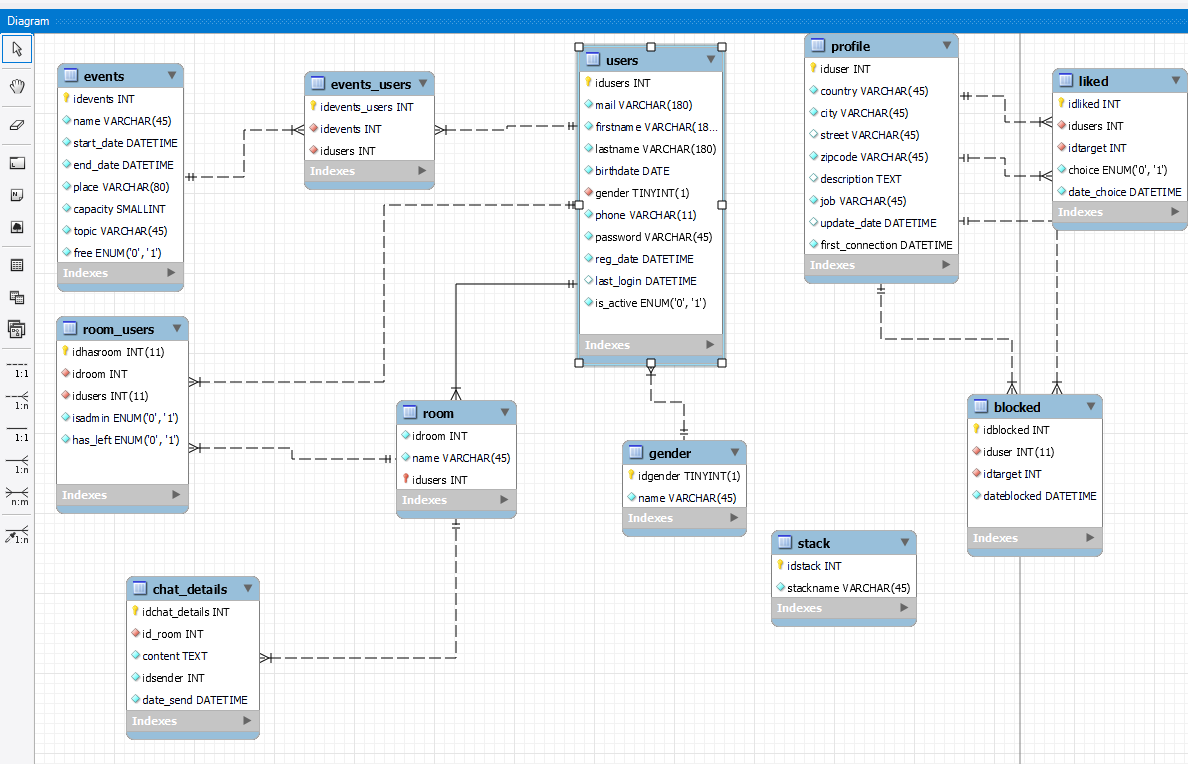 Diagram
events
idevents INT
name VARCHAR(45)
start_date DATETIME
end_date DATETIME
place VARCHAR(80)
capacity SMALLINT
topic VARCHAR(45)
free ENUM('0', '1')
Indexes
events_users
idevents_users INT
idevents INT
idusers INT
Indexes
users
idusers INT
mail VARCHAR(180)
firstname VARCHAR(18...
lastname VARCHAR(180)
birthdate DATE
gender TINYINT(1)
phone VARCHAR(11)
password VARCHAR(45)
reg_date DATETIME
last_login DATETIME
is_active ENUM('0', '1')
Indexes
profile
iduser INT
country VARCHAR(45)
city VARCHAR(45)
street VARCHAR(45)
zipcode VARCHAR(45)
description TEXT
job VARCHAR(45)
update_date DATETIME
first_connection DATETIME
Indexes
liked
idliked INT
idusers INT
idtarget INT
choice ENUM('0', '1')
date_choice DATETIME
Indexes
room_users
idhasroom INT(11)
idroom INT
idusers INT(11)
isadmin ENUM('0', '1')
has_left ENUM('0', '1')
Indexes
room
idroom INT
name VARCHAR(45)
idusers INT
Indexes
gender
idgender TINYINT(1)
name VARCHAR(45)
Indexes
blocked
idblocked INT
iduser INT(11)
idtarget INT
dateblocked DATETIME
Indexes
stack
idstack INT
stackname VARCHAR(45)
Indexes
chat_details
idchat_details INT
id_room INT
content TEXT
idsender INT
date_send DATETIME
Indexes
1:1
1:n
1:1
1:n
n:m
1:n